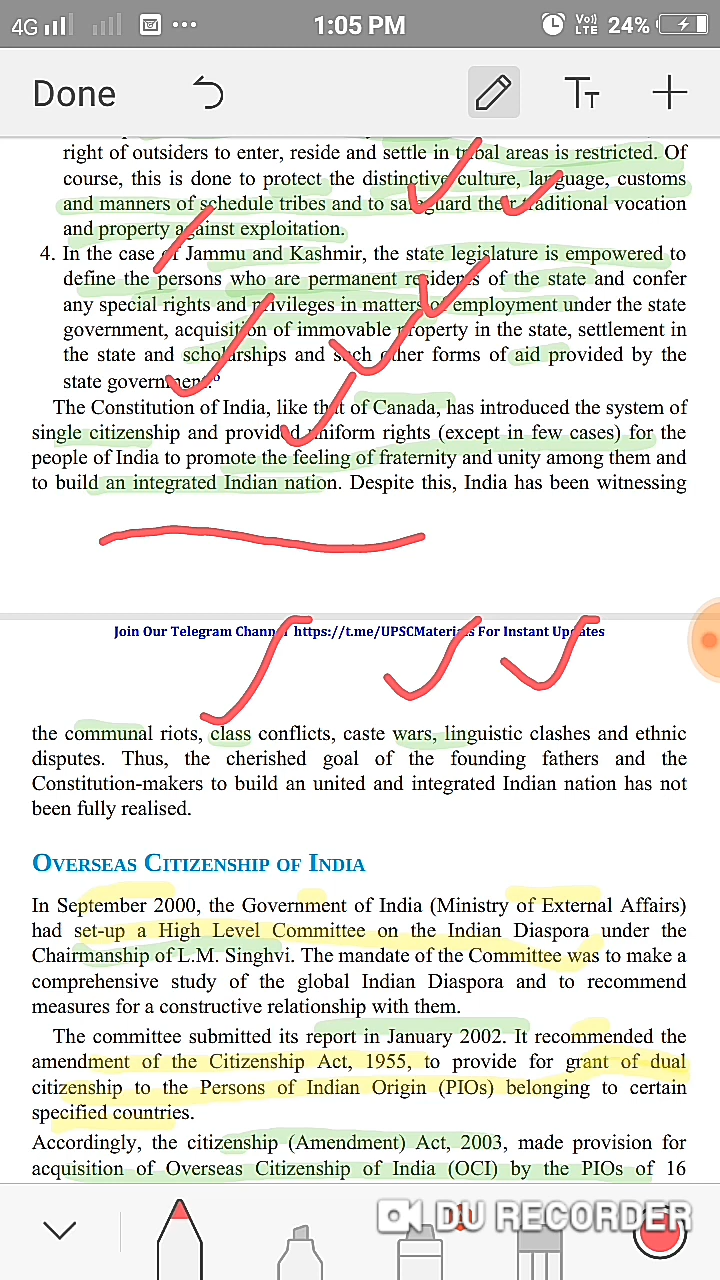 4G 1:05 PM Vo)) LTE 24%
Done TT
right of outsiders to enter, reside and settle in tribal areas is restricted. Of
course, this is done to protect the distinctive culture, language, customs
and manners of schedule tribes and to safeguard their traditional vocation
and property against exploitation.
4. In the case of Jammu and Kashmir, the state legislature is empowered to
define the persons who are permanent residents of the state and confer
any special rights and privileges in matters of employment under the state
government, acquisition of immovable property in the state, settlement in
the state and scholarships and such other forms of aid provided by the
state government.
The Constitution of India, like that of Canada, has introduced the system of
single citizenship and provided uniform rights (except in few cases) for the
people of India to promote the feeling of fraternity and unity among them and
to build an integrated Indian nation. Despite this, India has been witnessing
Join Our Telegram Channel https://t.me/UPSCMaterials For Instant Updates
the communal riots, class conflicts, caste wars, linguistic clashes and ethnic
disputes. Thus, the cherished goal of the founding fathers and the
Constitution-makers to build an united and integrated Indian nation has not
been fully realised.
OVERSEAS CITIZENSHIP OF INDIA
In September 2000, the Government of India (Ministry of External Affairs)
had set-up a High Level Committee on the Indian Diaspora under the
Chairmanship of L.M. Singhvi. The mandate of the Committee was to make a
comprehensive study of the global Indian Diaspora and to recommend
measures for a constructive relationship with them.
The committee submitted its report in January 2002. It recommended the
amendment of the Citizenship Act, 1955, to provide for grant of dual
citizenship to the Persons of Indian Origin (PIOs) belonging to certain
specified countries.
Accordingly, the citizenship (Amendment) Act, 2003, made provision for
acquisition of Overseas Citizenship of India (OCI) by the PIOs of 16
DU RECORDER